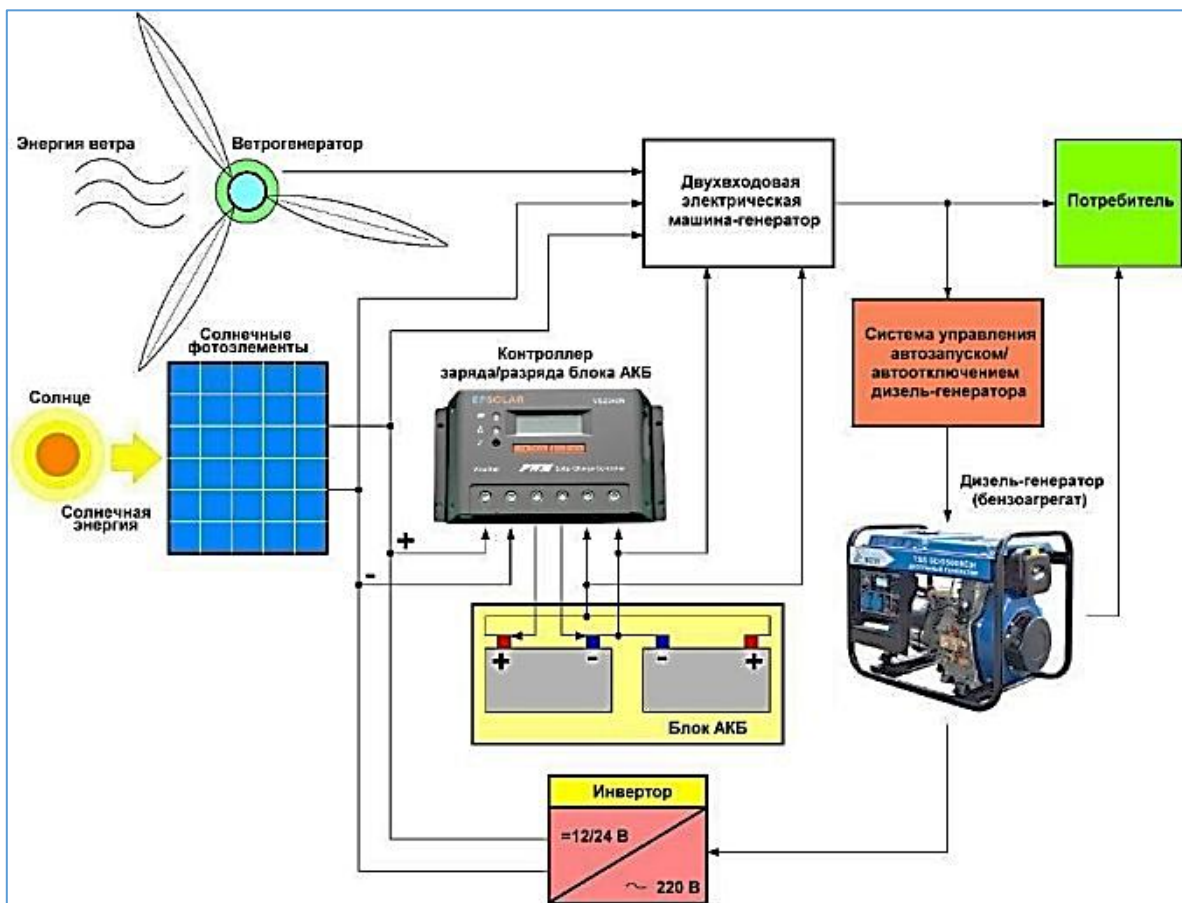 Энергия ветра
Ветрогенератор
Двухвходовая
электрическая
машина-генератор
Потребитель
Солнечные
фотоэлементы
Контроллер
заряда/разряда блока АКБ
Система управления
автозапуском/
автоотключением
дизель-генератора
Солнце
Солнечная
энергия
EPSOLAR
PWM
Дизель-генератор
(бензоагрегат)
+
-
+
-
-
+
Блок АКБ
Инвертор
=12/24 В
~ 220 В